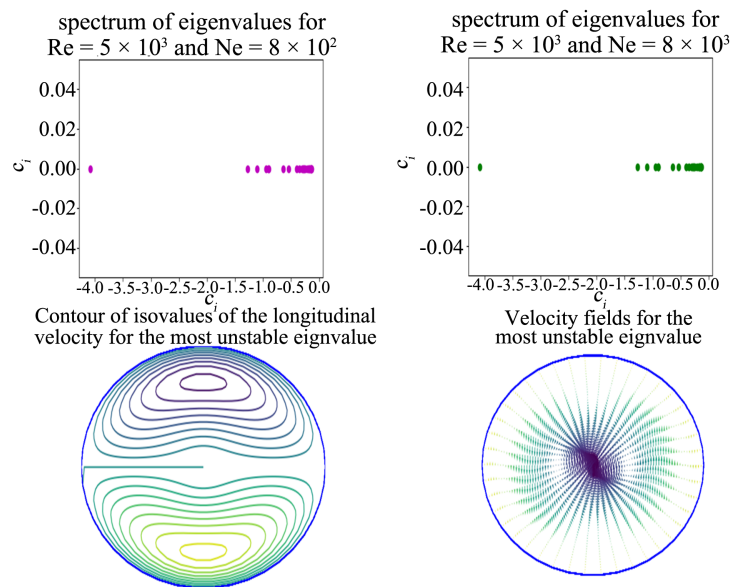 spectrum of eigenvalues for
Re = 5 × 10³ and Ne = 8 × 10²
0.04
0.02
0.00
-0.02
-0.04
c_i
-4.0 -3.5 -3.0 -2.5 -2.0 -1.5 -1.0 -0.5 0.0
c_i
spectrum of eigenvalues for
Re = 5 × 10³ and Ne = 8 × 10³
0.04
0.02
0.00
-0.02
-0.04
c_i
-4.0 -3.5 -3.0 -2.5 -2.0 -1.5 -1.0 -0.5 0.0
c_i
Contour of isovalues of the longitudinal
velocity for the most unstable eignvalue
Velocity fields for the
most unstable eignvalue